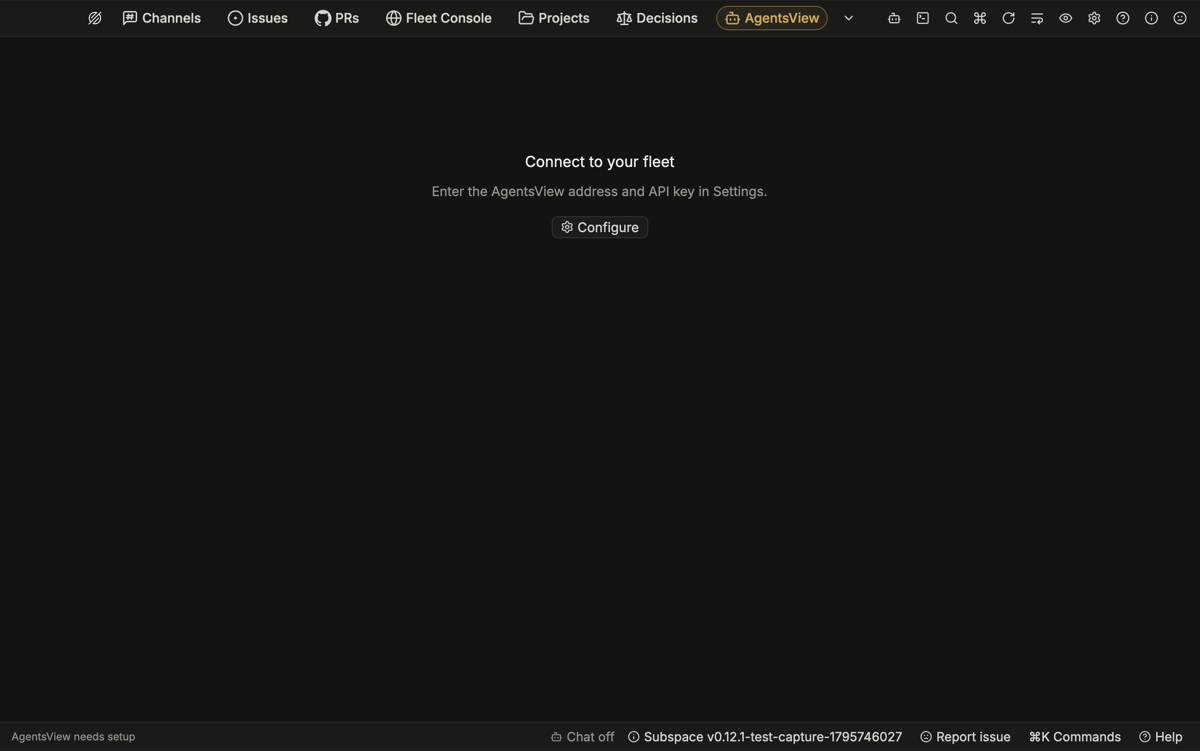 Channels Issues PRs Fleet Console Projects Decisions AgentsView
Connect to your fleet
Enter the AgentsView address and API key in Settings.
Configure
AgentsView needs setup Chat off Subspace v0.12.1-test-capture-1795746027 Report issue ⌘K Commands Help